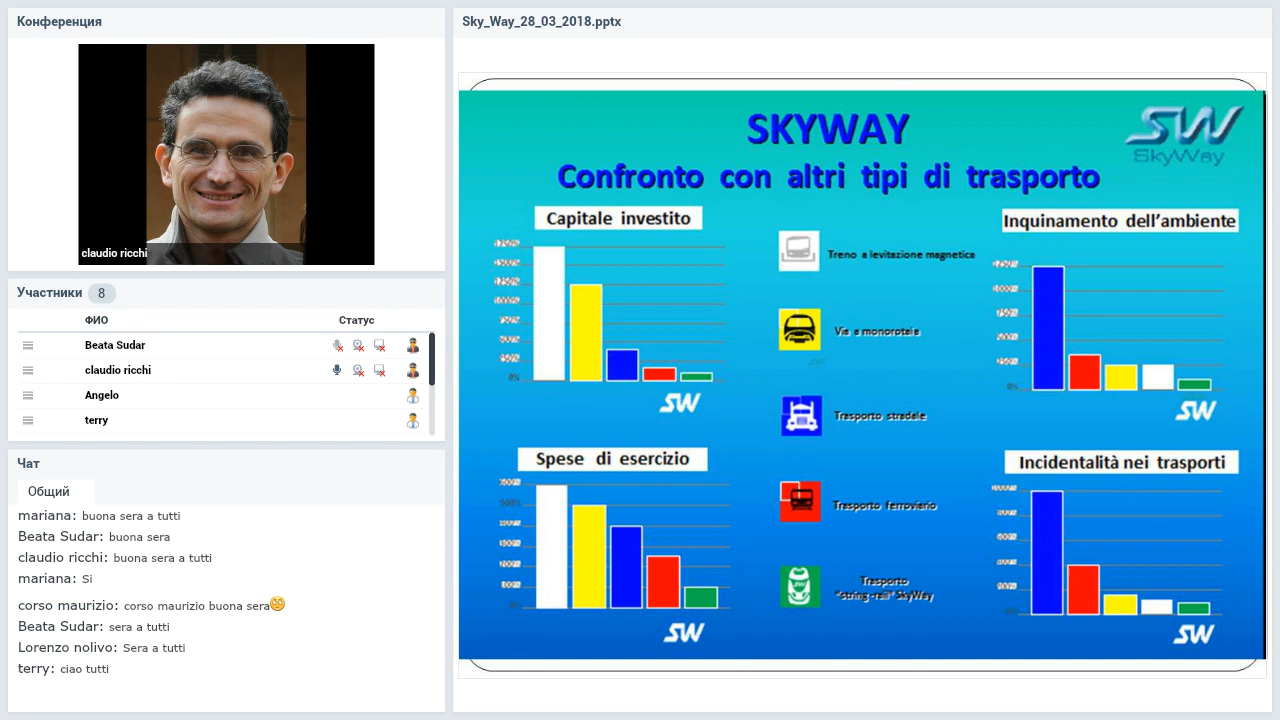 Конференция
claudio ricchi
Участники 8
ФИО Статус
Beata Sudar
claudio ricchi
Angelo
terry
Чат
Общий
mariana: buona sera a tutti
Beata Sudar: buona sera
claudio ricchi: buona sera a tutti
mariana: Si
corso maurizio: corso maurizio buona sera
Beata Sudar: sera a tutti
Lorenzo nolivo: Sera a tutti
terry: ciao tutti
Sky_Way_28_03_2018.pptx
SW
SkyWay
SKYWAY
Confronto con altri tipi di trasporto
Capitale investito
SW
Spese di esercizio
SW
Treno a levitazione magnetica
Vie a monorotaia
Trasporto stradale
Trasporto ferroviario
Trasporto
"string-rail" SkyWay
Inquinamento dell'ambiente
SW
Incidentalità nei trasporti
SW